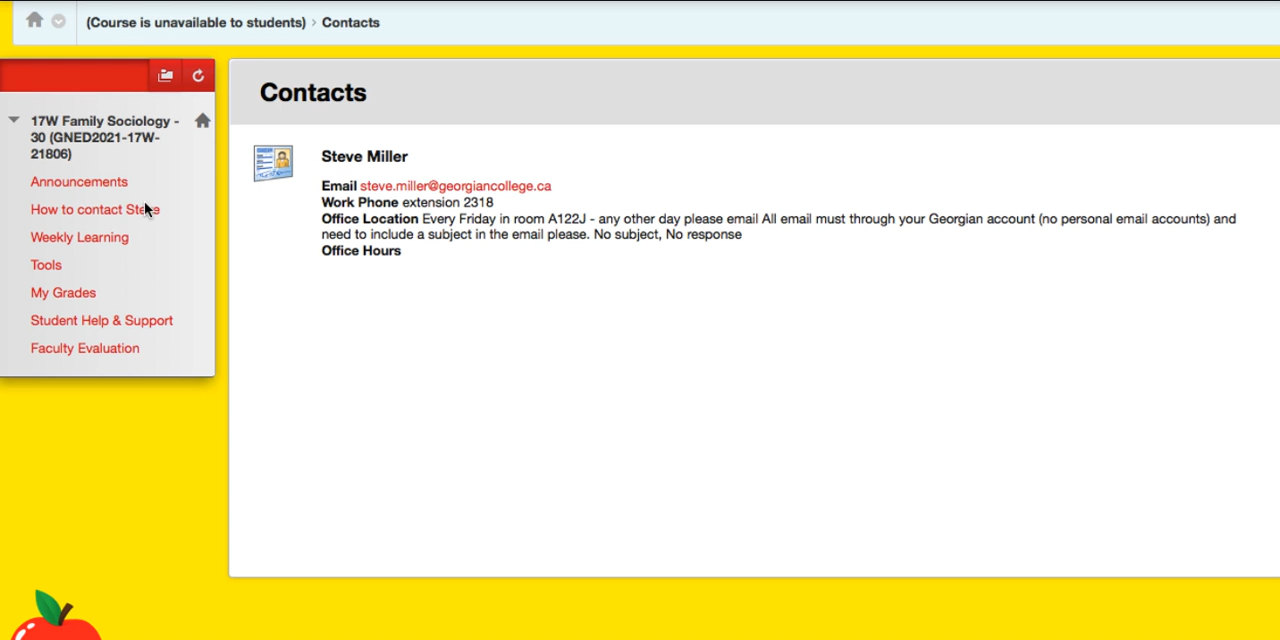 (Course is unavailable to students) > Contacts
17W Family Sociology -
30 (GNED2021-17W-
21806)
Announcements
How to contact Steve
Weekly Learning
Tools
My Grades
Student Help & Support
Faculty Evaluation
Contacts
Steve Miller
Email steve.miller@georgiancollege.ca
Work Phone extension 2318
Office Location Every Friday in room A122J - any other day please email All email must through your Georgian account (no personal email accounts) and
need to include a subject in the email please. No subject, No response
Office Hours